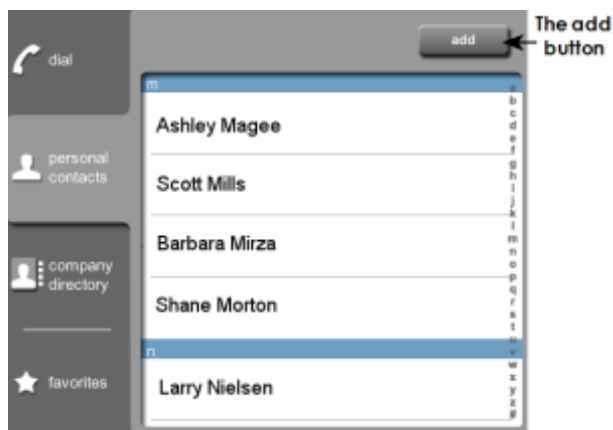 dial
add
The add
button
m
Ashley Magee
personal
contacts
Scott Mills
Barbara Mirza
company
directory
Shane Morton
n
favorites
Larry Nielsen
a
b
c
d
e
f
g
h
i
j
k
l
m
n
o
p
q
r
s
t
u
v
w
x
y
z
#